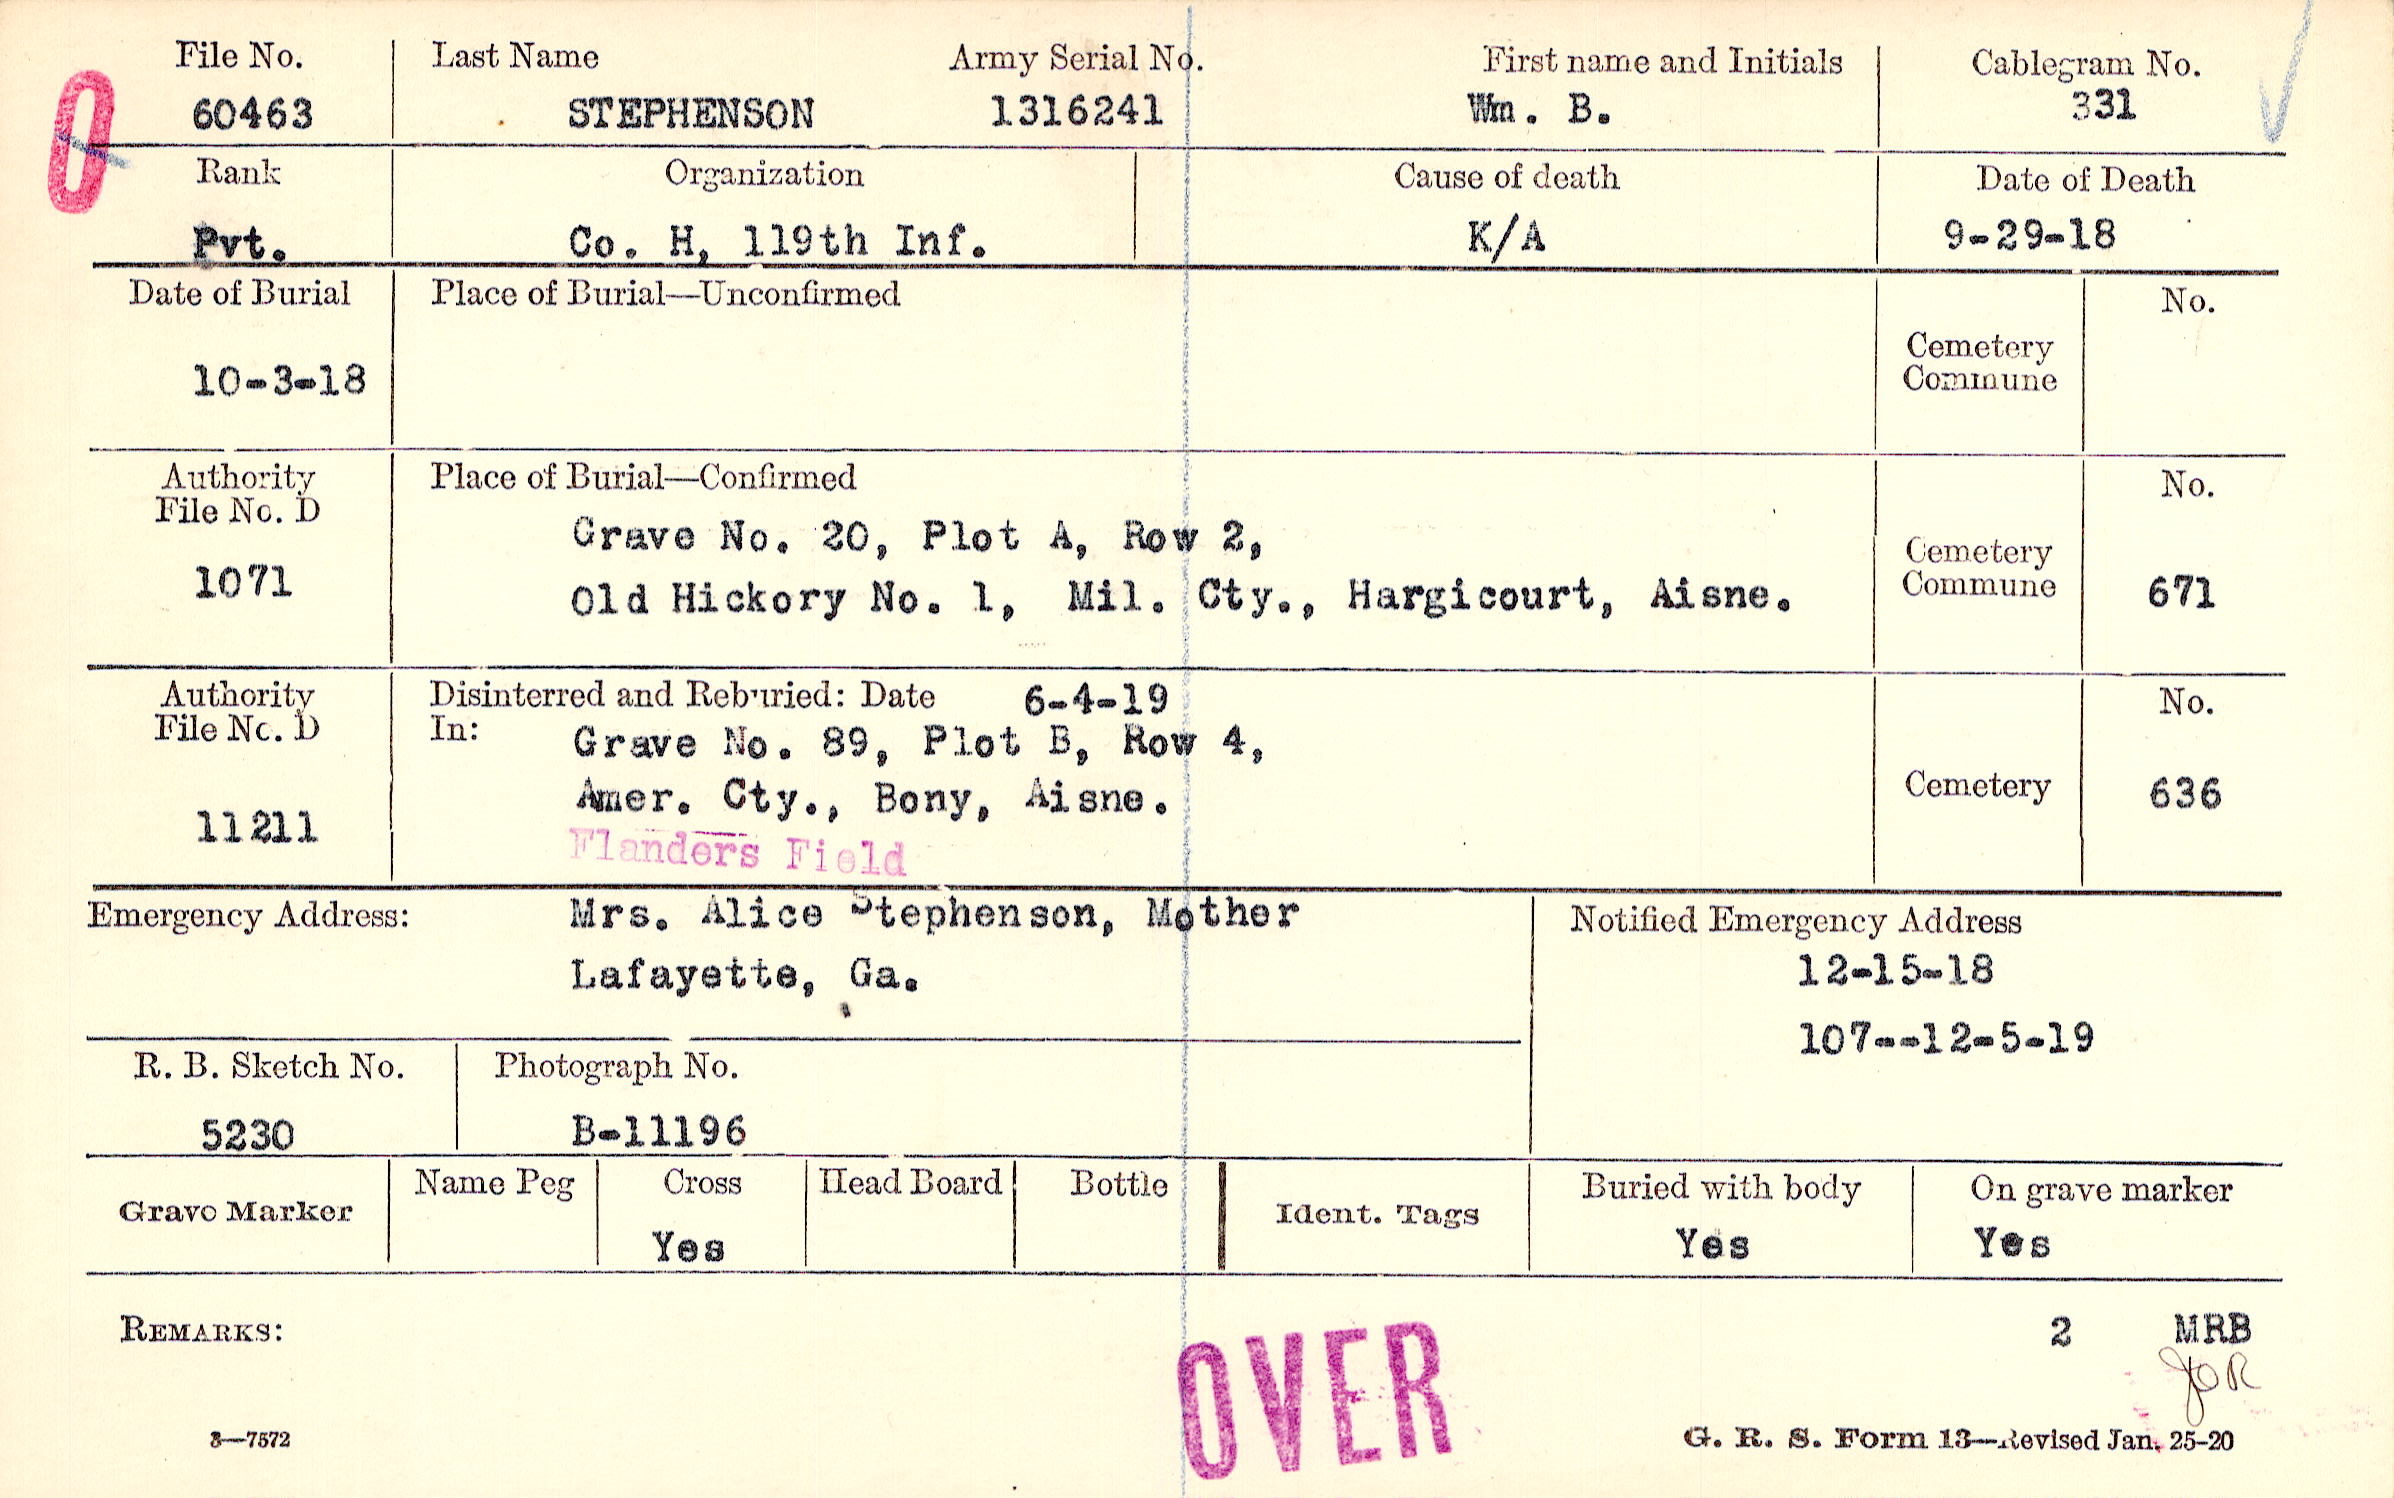 File No. Last Name Army Serial No. First name and Initials Cablegram No.
60463 STEPHENSON 1316241 Wm. B. 331
O
Rank Organization Cause of death Date of Death
Pvt. Co. H, 119th Inf. K/A 9-29-18
Date of Burial Place of Burial—Unconfirmed No.
10-3-18
Cemetery
Commune
Authority Place of Burial—Confirmed No.
File No. D
1071
Grave No. 20, Plot A, Row 2,
Old Hickory No. 1, Mil. Cty., Hargicourt, Aisne.
Cemetery
Commune
671
Authority Disinterred and Reburied: Date 6-4-19 No.
File No. D In: Grave No. 89, Plot B, Row 4,
Amer. Cty., Bony, Aisne. Cemetery 636
11211
Flanders Field
Emergency Address: Mrs. Alice Stephenson, Mother
Lafayette, Ga.
Notified Emergency Address
12-15-18
107--12-5-19
R. B. Sketch No. Photograph No.
5230 B-11196
Grave Marker Name Peg Cross Head Board Bottle Ident. Tags Buried with body On grave marker
Yes Yes Yes
REMARKS: 2 MRB
JOR
OVER
3—7572 G. R. S. Form 13—Revised Jan. 25-20